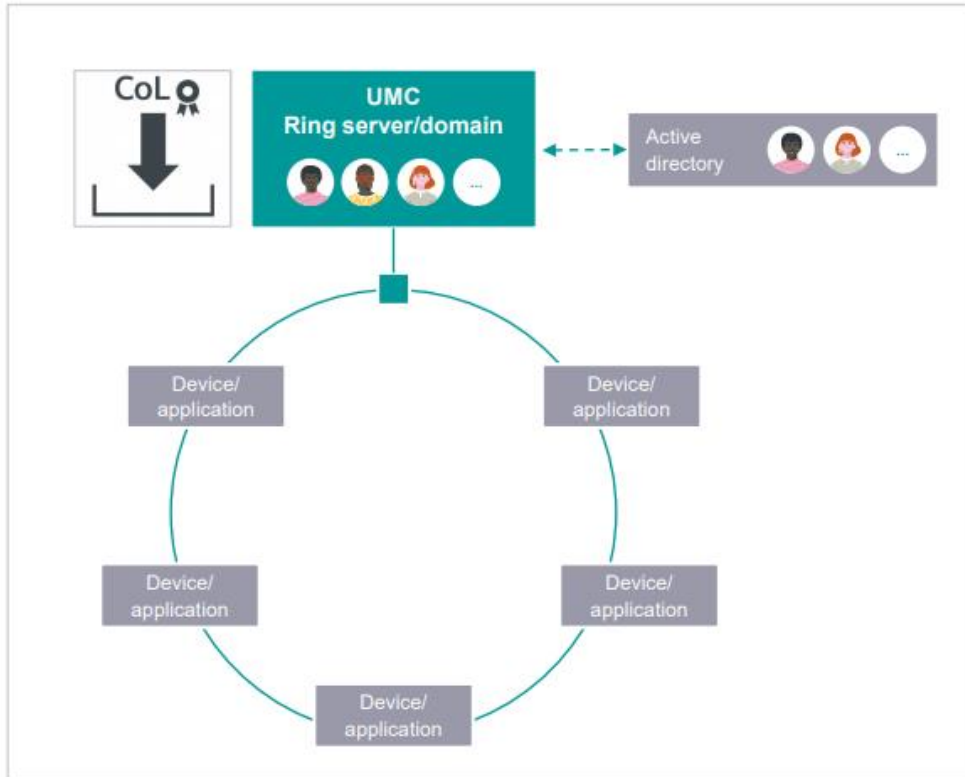 CoL
UMC
Ring server/domain
...
Active
directory
...
Device/
application
Device/
application
Device/
application
Device/
application
Device/
application